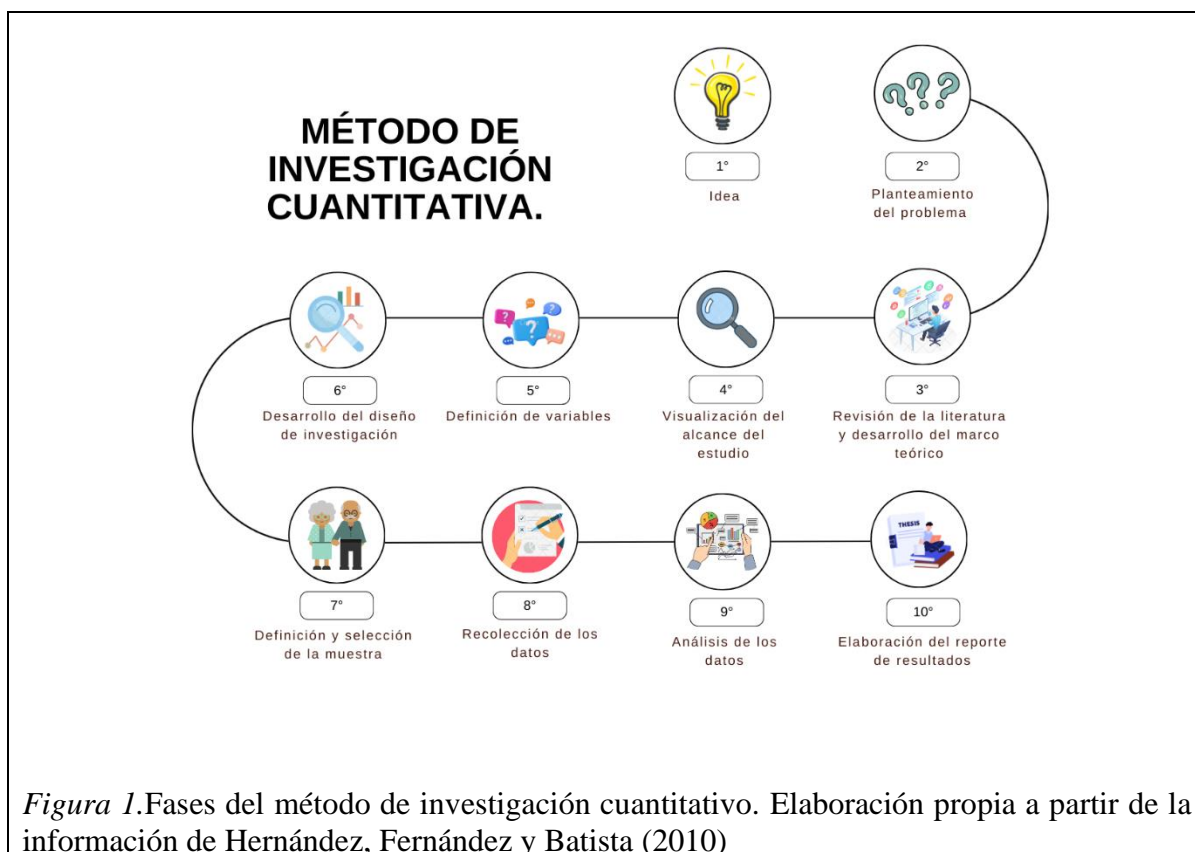 MÉTODO DE
INVESTIGACIÓN
CUANTITATIVA.
1°
Idea
2°
Planteamiento
del problema
3°
Revisión de la literatura
y desarrollo del marco
teórico
4°
Visualización del
alcance del
estudio
5°
Definición de variables
6°
Desarrollo del diseño
de investigación
7°
Definición y selección
de la muestra
8°
Recolección de los
datos
9°
Análisis de los
datos
10°
Elaboración del reporte
de resultados
THESIS
Figura 1.Fases del método de investigación cuantitativo. Elaboración propia a partir de la
información de Hernández, Fernández y Batista (2010)